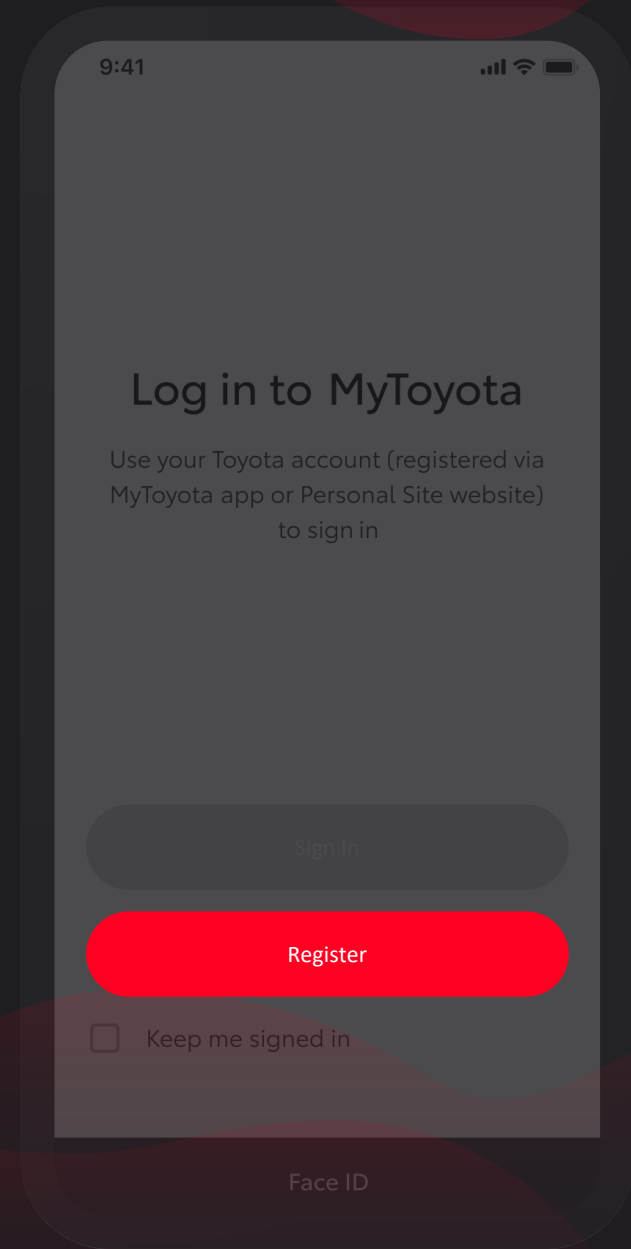 9:41
Log in to MyToyota
Use your Toyota account (registered via
MyToyota app or Personal Site website)
to sign in
Sign In
Register
Keep me signed in
Face ID